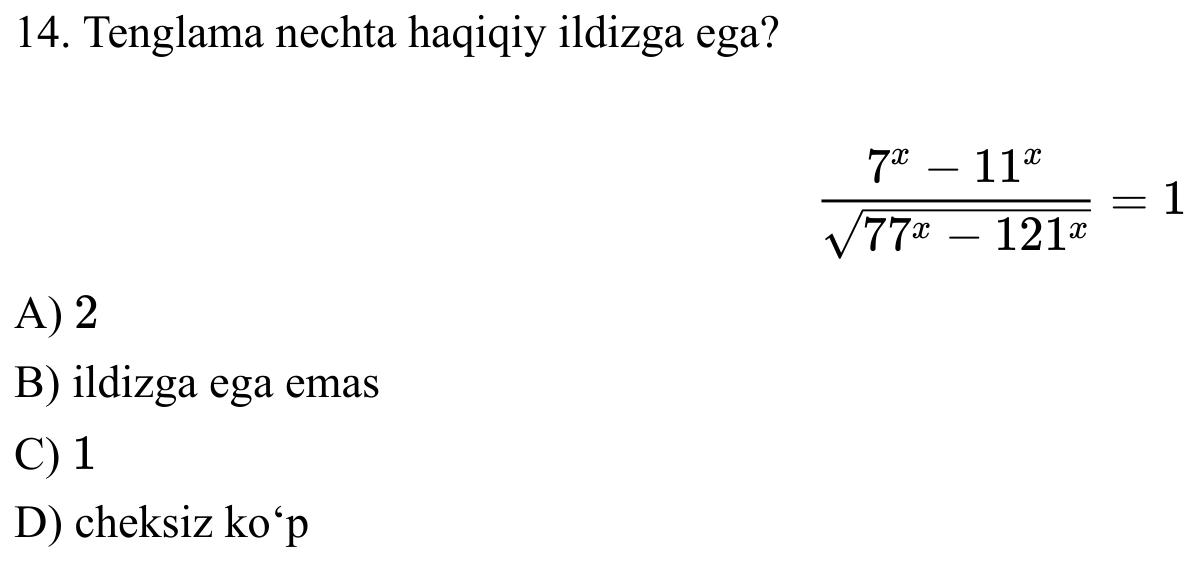 14. Tenglama nechta haqiqiy ildizga ega?
\frac{7^x - 11^x}{\sqrt{77^x - 121^x}} = 1
A) 2
B) ildizga ega emas
C) 1
D) cheksiz ko‘p